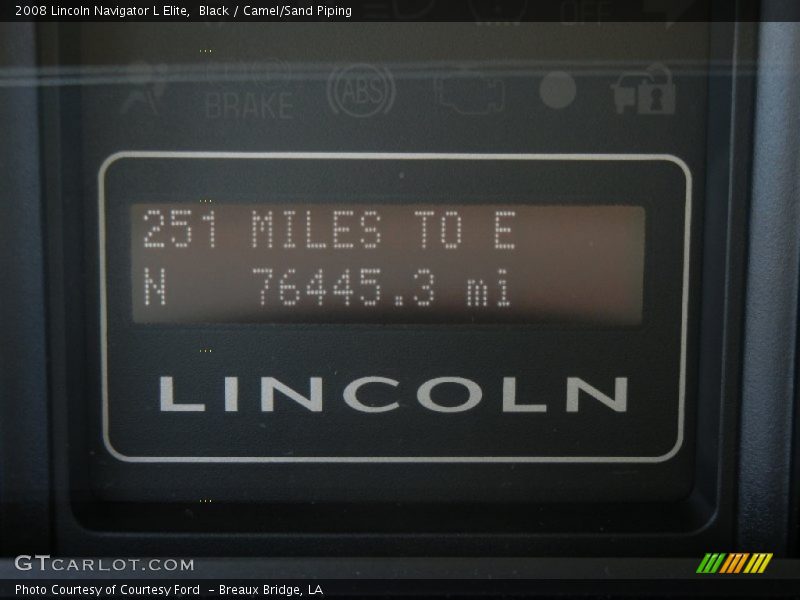 2008 Lincoln Navigator L Elite,  Black / Camel/Sand Piping
OFF
BRAKE ABS
251 MILES TO E
N 76445.3 mi
LINCOLN
GTCARLOT.COM
Photo Courtesy of Courtesy Ford  - Breaux Bridge, LA